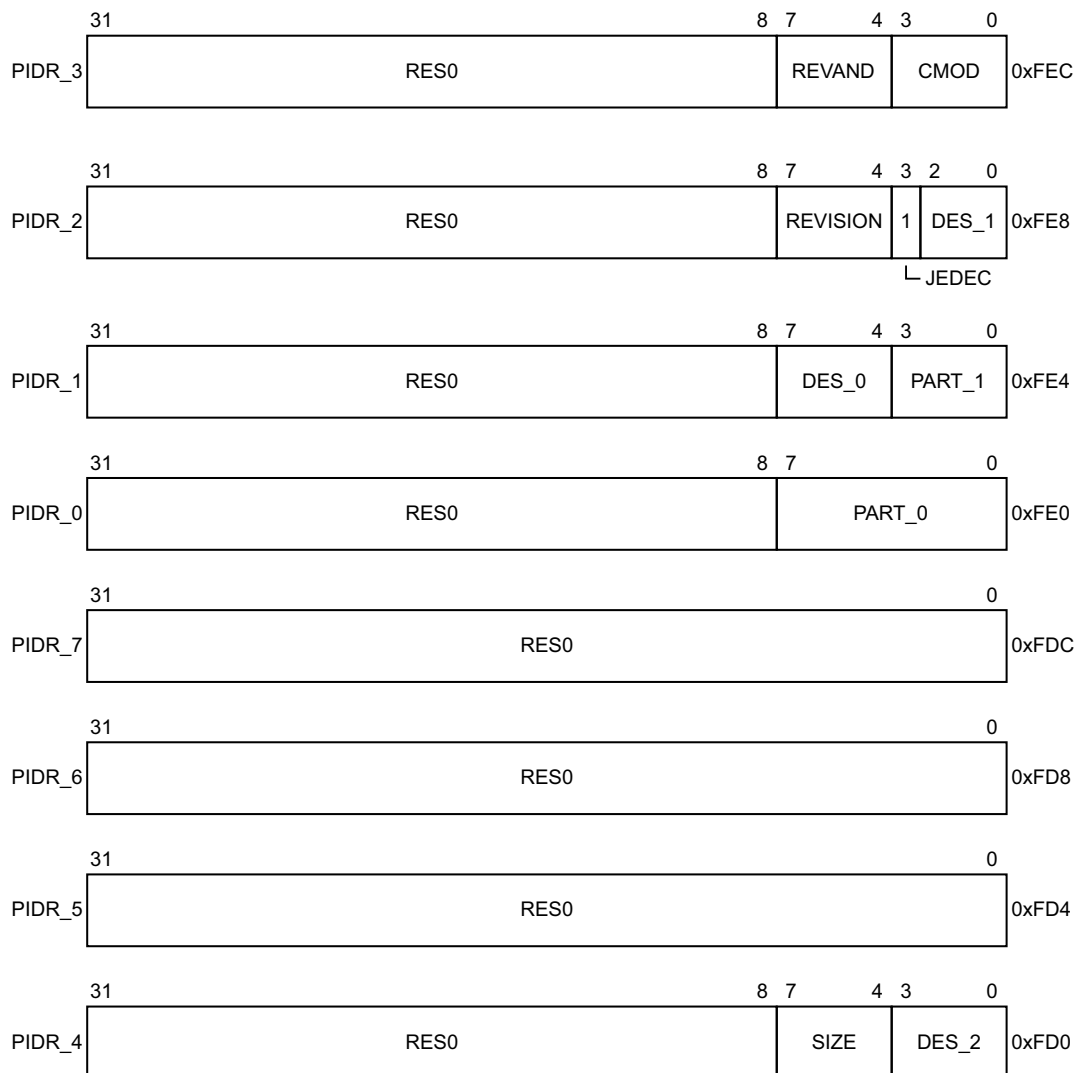 31 8 7 4 3 0
PIDR_3 RES0 REVAND CMOD 0xFEC
31 8 7 4 3 2 0
PIDR_2 RES0 REVISION 1 DES_1 0xFE8
JEDEC
31 8 7 4 3 0
PIDR_1 RES0 DES_0 PART_1 0xFE4
31 8 7 0
PIDR_0 RES0 PART_0 0xFE0
31 0
PIDR_7 RES0 0xFDC
31 0
PIDR_6 RES0 0xFD8
31 0
PIDR_5 RES0 0xFD4
31 8 7 4 3 0
PIDR_4 RES0 SIZE DES_2 0xFD0